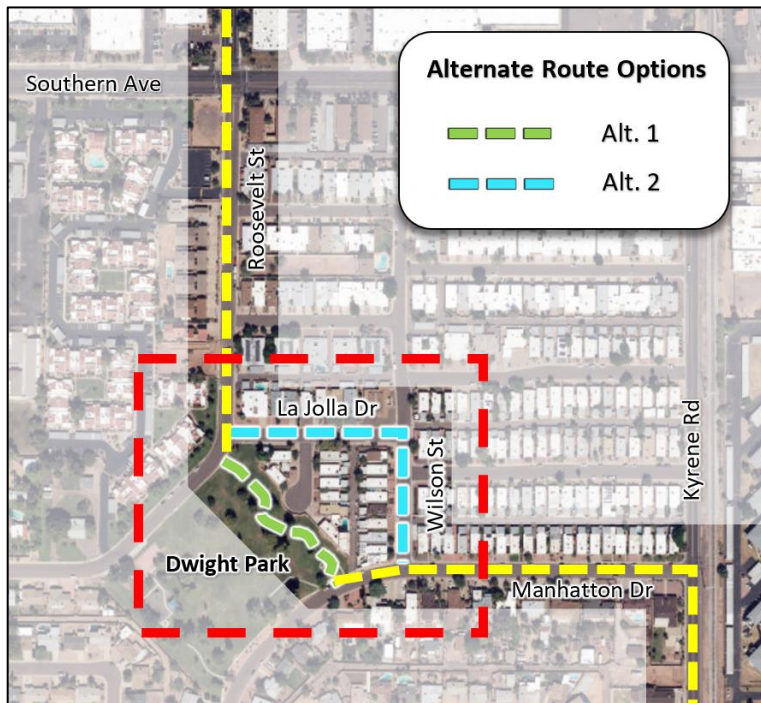 Southern Ave
Alternate Route Options
Alt. 1
Alt. 2
Roosevelt St
La Jolla Dr
Wilson St
Kyrene Rd
Dwight Park
Manhatton Dr